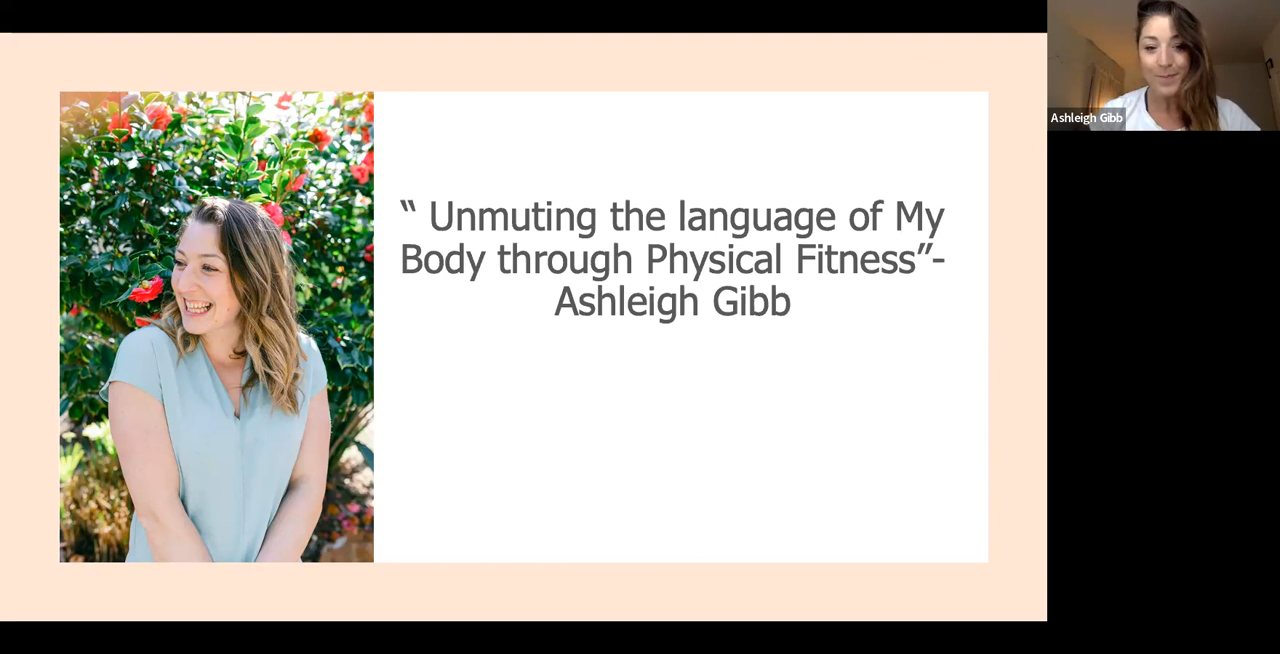 “ Unmuting the language of My
Body through Physical Fitness”-
Ashleigh Gibb
Ashleigh Gibb